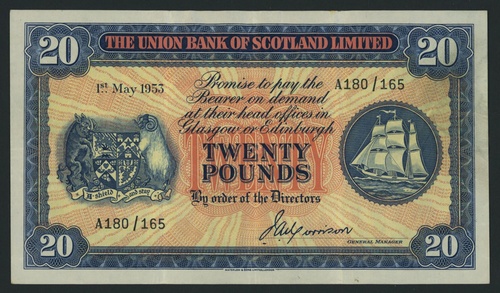 20 THE UNION BANK OF SCOTLAND LIMITED 20
1ST May 1953
Promise to pay the A180/165
Bearer on demand
at their head offices in
Glasgow or Edinburgh
TWENTY
POUNDS
By order of the Directors
A180/165
GENERAL MANAGER
20 20